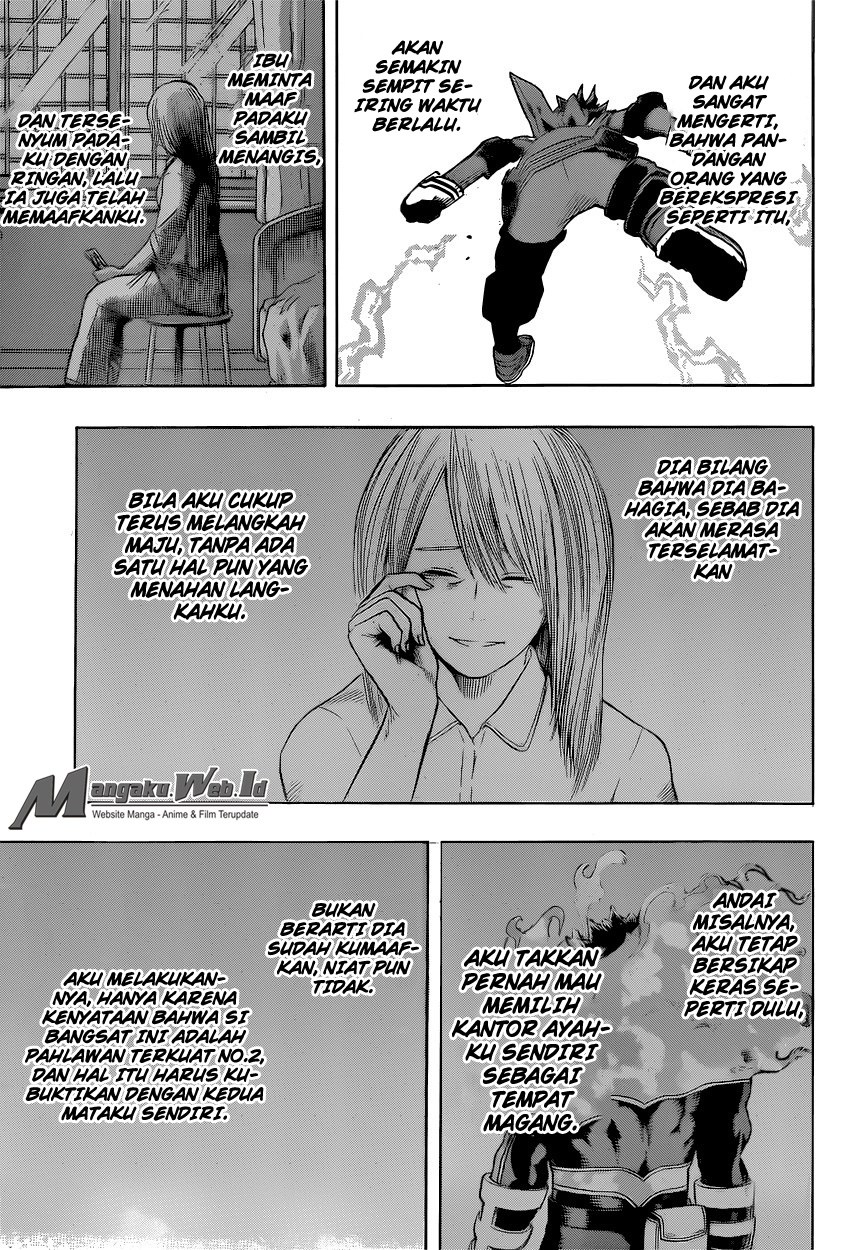 DAN AKU
SANGAT
MENGERTI,
BAHWA PAN-
DANGAN
ORANG YANG
BEREKSPRESI
SEPERTI ITU,
AKAN
SEMAKIN
SEMPIT SE-
IRING WAKTU
BERLALU.
IBU
MEMINTA
MAAF
PADAKU
SAMBIL
MENANGIS,
DAN TERSE-
NYUM PADA-
KU DENGAN
RINGAN, LALU
IA JUGA TELAH
MEMAAFKANKU.
DIA BILANG
BAHWA DIA BA-
HAGIA, SEBAB DIA
AKAN MERASA
TERSELAMAT-
KAN
BILA AKU CUKUP
TERUS MELANGKAH
MAJU, TANPA ADA
SATU HAL PUN YANG
MENAHAN LANG-
KAHKU.
Mangaku.Web.Id
Website Manga - Anime & Film Terupdate
ANDAI
MISALNYA,
AKU TETAP
BERSIKAP
KERAS SE-
PERTI DULU,
AKU TAKKAN
PERNAH MAU
MEMILIH
KANTOR AYAH-
KU SENDIRI
SEBAGAI
TEMPAT
MAGANG.
BUKAN
BERARTI DIA
SUDAH KUMAAF-
KAN, NIAT PUN
TIDAK.
AKU MELAKUKAN-
NYA, HANYA KARENA
KENYATAAN BAHWA SI
BANGSAT INI ADALAH
PAHLAWAN TERKUAT NO.2,
DAN HAL ITU HARUS KU-
BUKTIKAN DENGAN KEDUA
MATAKU SENDIRI.